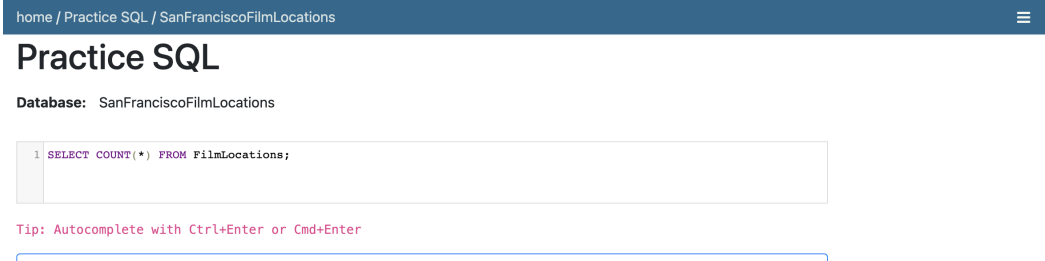 home / Practice SQL / SanFranciscoFilmLocations
Practice SQL
Database: SanFranciscoFilmLocations
1 SELECT COUNT(*) FROM FilmLocations;
Tip: Autocomplete with Ctrl+Enter or Cmd+Enter